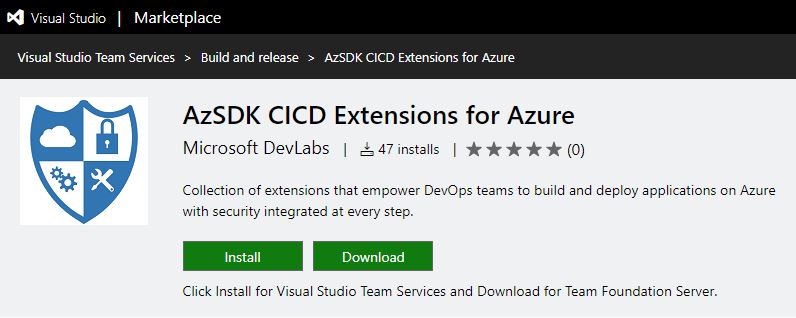 Visual Studio | Marketplace
Visual Studio Team Services > Build and release > AzSDK CICD Extensions for Azure
AzSDK CICD Extensions for Azure
Microsoft DevLabs | 47 installs | (0)
Collection of extensions that empower DevOps teams to build and deploy applications on Azure
with security integrated at every step.
Install Download
Click Install for Visual Studio Team Services and Download for Team Foundation Server.